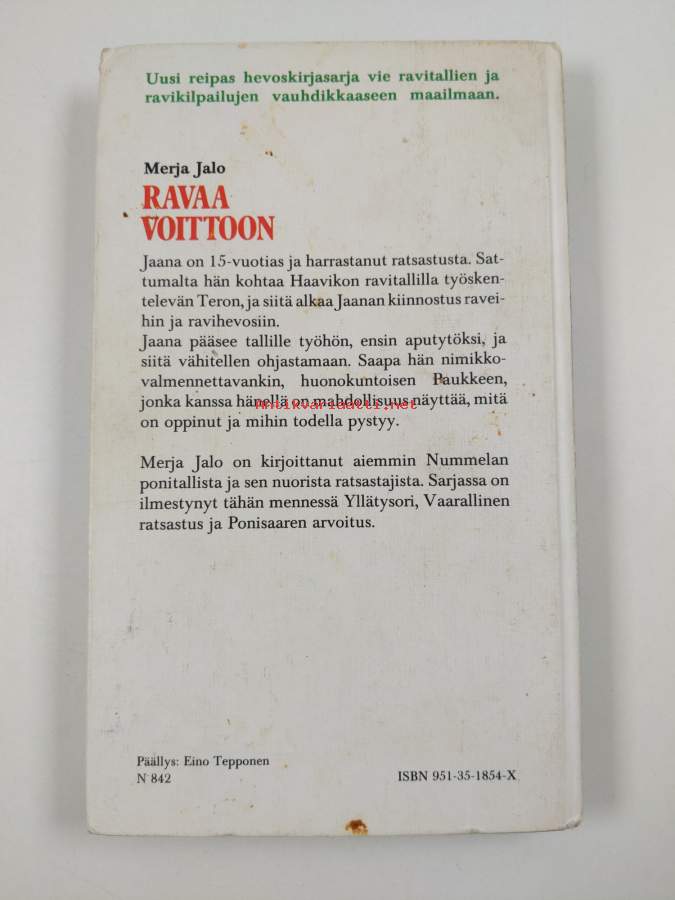 Uusi reipas hevoskirjasarja vie ravitallien ja
ravikilpailujen vauhdikkaaseen maailmaan.
Merja Jalo
RAVAA
VOITTOON
Jaana on 15-vuotias ja harrastanut ratsastusta. Sat-
tumalta hän kohtaa Haavikon ravitallilla työsken-
televän Teron, ja siitä alkaa Jaanan kiinnostus ravei-
hin ja ravihevosiin.
Jaana pääsee tallille työhön, ensin aputytöksi, ja
siitä vähitellen ohjastamaan. Saapa hän nimikko-
valmennettavankin, huonokuntoisen Paukkeen,
jonka kanssa hänellä on mahdollisuus näyttää, mitä
Antikvariaatti.net
on oppinut ja mihin todella pystyy.
Merja Jalo on kirjoittanut aiemmin Nummelan
ponitallista ja sen nuorista ratsastajista. Sarjassa on
ilmestynyt tähän mennessä Yllätysori, Vaarallinen
ratsastus ja Ponisaaren arvoitus.
Päällys: Eino Tepponen
N 842
ISBN 951-35-1854-X